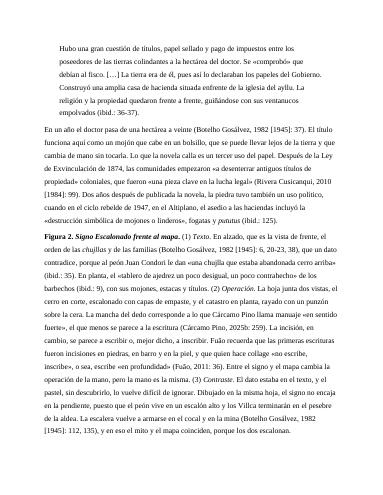 Hubo una gran cuestión de títulos, papel sellado y pago de impuestos entre los
poseedores de las tierras colindantes a la hectárea del doctor. Se «comprobó» que
debían al fisco. […] La tierra era de él, pues así lo declaraban los papeles del Gobierno.
Construyó una amplia casa de hacienda situada enfrente de la iglesia del ayllu. La
religión y la propiedad quedaron frente a frente, guiñándose con sus ventanucos
empolvados (ibid.: 36-37).
En un año el doctor pasa de una hectárea a veinte (Botelho Gosálvez, 1982 [1945]: 37). El título
funciona aquí como un mojón que cabe en un bolsillo, que se puede llevar lejos de la tierra y que
cambia de mano sin tocarla. Lo que la novela calla es un tercer uso del papel. Después de la Ley
de Exvinculación de 1874, las comunidades empezaron «a desenterrar antiguos títulos de
propiedad» coloniales, que fueron «una pieza clave en la lucha legal» (Rivera Cusicanqui, 2010
[1984]: 99). Dos años después de publicada la novela, la piedra tuvo también un uso político,
cuando en el ciclo rebelde de 1947, en el Altiplano, el asedio a las haciendas incluyó la
«destrucción simbólica de mojones o linderos», fogatas y pututus (ibid.: 125).
Figura 2. Signo Escalonado frente al mapa. (1) Texto. En alzado, que es la vista de frente, el
orden de las chujllas y de las familias (Botelho Gosálvez, 1982 [1945]: 6, 20-23, 38), que un dato
contradice, porque al peón Juan Condori le dan «una chujlla que estaba abandonada cerro arriba»
(ibid.: 35). En planta, el «tablero de ajedrez un poco desigual, un poco contrahecho» de los
barbechos (ibid.: 9), con sus mojones, estacas y títulos. (2) Operación. La hoja junta dos vistas, el
cerro en corte, escalonado con capas de empaste, y el catastro en planta, rayado con un punzón
sobre la cera. La mancha del dedo corresponde a lo que Cárcamo Pino llama manuaje «en sentido
fuerte», el que menos se parece a la escritura (Cárcamo Pino, 2025b: 259). La incisión, en
cambio, se parece a escribir o, mejor dicho, a inscribir. Fuão recuerda que las primeras escrituras
fueron incisiones en piedras, en barro y en la piel, y que quien hace collage «no escribe,
inscribe», o sea, escribe «en profundidad» (Fuão, 2011: 36). Entre el signo y el mapa cambia la
operación de la mano, pero la mano es la misma. (3) Contraste. El dato estaba en el texto, y el
pastel, sin descubrirlo, lo vuelve difícil de ignorar. Dibujado en la misma hoja, el signo no encaja
en la pendiente, puesto que el peón vive en un escalón alto y los Villca terminarán en el pesebre
de la aldea. La escalera vuelve a armarse en el cocal y en la mina (Botelho Gosálvez, 1982
[1945]: 112, 135), y en eso el mito y el mapa coinciden, porque los dos escalonan.